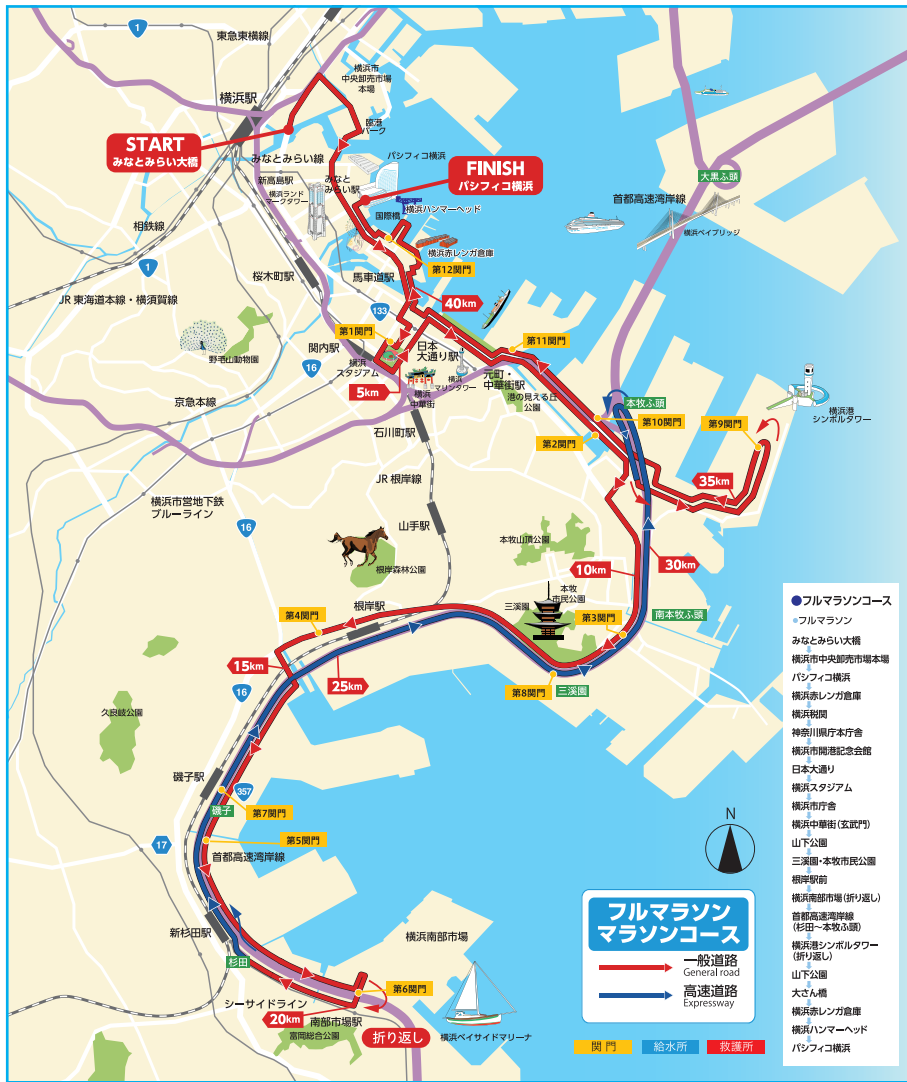 1
東急東横線
横浜市
中央卸売市場
本場
横浜駅
臨港
パーク
START
みなとみらい大橋
みなとみらい線
パシフィコ横浜
FINISH
パシフィコ横浜
新高島駅
みなと
みらい駅
横浜ランド
マークタワー
国際橋
横浜ハンマーヘッド
大黒ふ頭
首都高速湾岸線
横浜ベイブリッジ
相鉄線
横浜赤レンガ倉庫
1
桜木町駅
馬車道駅
第12関門
JR 東海道本線・横須賀線
133
40km
野毛山動物園
第1関門
関内駅
日本
大通り駅
第11関門
16
横浜
スタジアム
5km
横浜
中華街
横浜
マリンタワー
元町・
中華街駅
港の見える丘
公園
京急本線
本牧ふ頭
横浜港
シンボルタワー
石川町駅
第2関門
第10関門
第9関門
JR 根岸線
35km
横浜市営地下鉄
ブルーライン
16
山手駅
本牧山頂公園
根岸森林公園
10km
30km
本牧
市民公園
三溪園
根岸駅
第4関門
第3関門
南本牧ふ頭
15km
25km
16
第8関門
三溪園
久良岐公園
磯子駅
357
磯子
第7関門
17
第5関門
首都高速湾岸線
N
新杉田駅
杉田
横浜南部市場
シーサイドライン
第6関門
20km
南部市場駅
富岡総合公園
折り返し
横浜ベイサイドマリーナ
フルマラソン
マラソンコース
一般道路
General road
高速道路
Expressway
関門
給水所
救護所
●フルマラソンコース
フルマラソン
みなとみらい大橋
横浜市中央卸売市場本場
パシフィコ横浜
横浜赤レンガ倉庫
横浜税関
神奈川県庁本庁舎
横浜市開港記念会館
日本大通り
横浜スタジアム
横浜市庁舎
横浜中華街(玄武門)
山下公園
三溪園・本牧市民公園
根岸駅前
横浜南部市場(折り返し)
首都高速湾岸線
(杉田〜本牧ふ頭)
横浜港シンボルタワー
(折り返し)
山下公園
大さん橋
横浜赤レンガ倉庫
横浜ハンマーヘッド
パシフィコ横浜